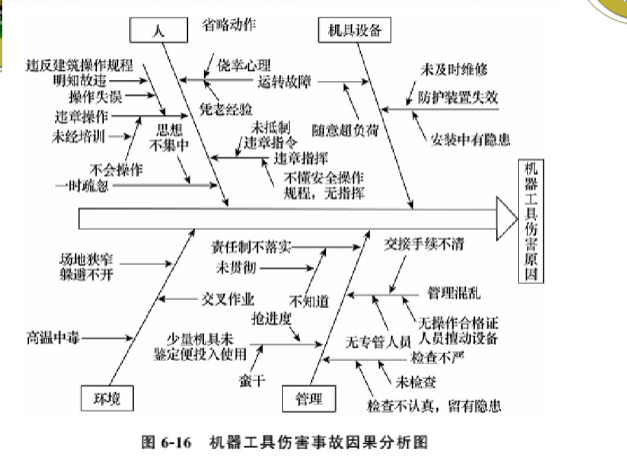 人
省略动作
机具设备
违反建筑操作规程
明知故违
操作失误
违章操作
未经培训
不会操作
一时疏忽
思想
不集中
侥幸心理
凭老经验
未抵制
违章指令
违章指挥
不懂安全操作
规程，无指挥
运转故障
随意超负荷
未及时维修
防护装置失效
安装中有隐患
机器工具伤害原因
场地狭窄
躲避不开
交叉作业
高温中毒
环境
责任制不落实
未贯彻
不知道
抢进度
少量机具未
鉴定便投入使用
蛮干
管理
交接手续不清
管理混乱
无操作合格证
人员擅动设备
无专管人员
检查不严
未检查
检查不认真，留有隐患
图 6-16 机器工具伤害事故因果分析图